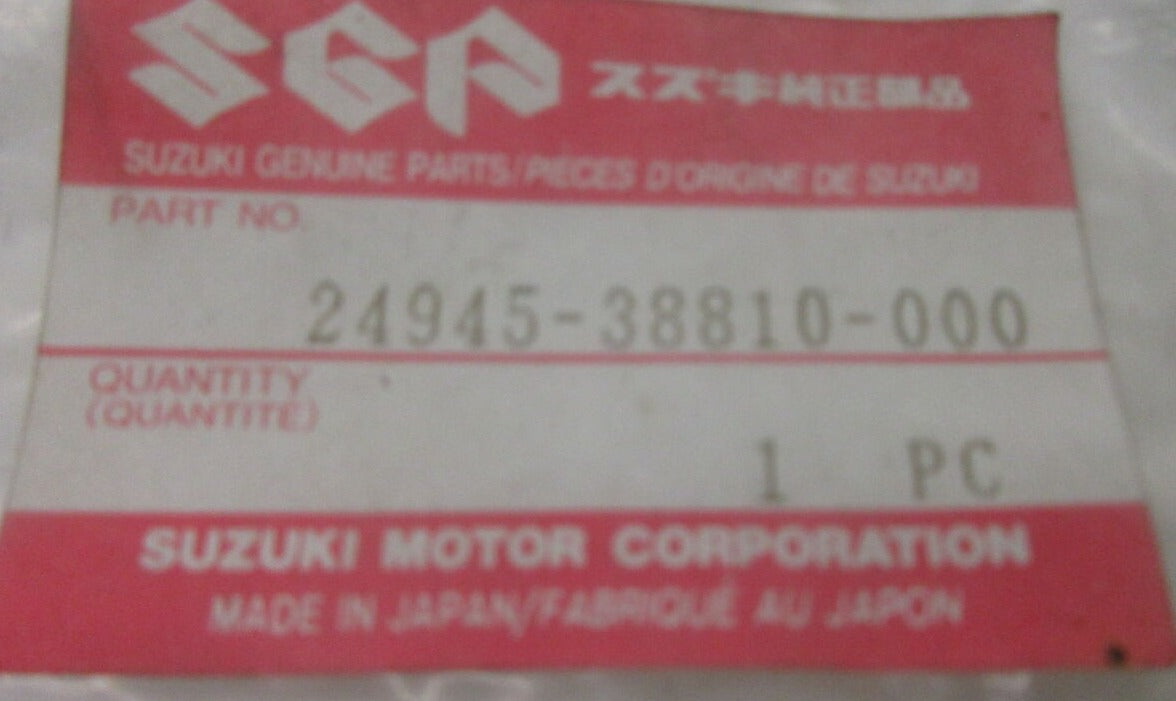 SGP スズキ純正部品
SUZUKI GENUINE PARTS/PIÈCES D'ORIGINE DE SUZUKI
PART NO.
24945-38810-000
QUANTITY
(QUANTITÉ)
1 PC
SUZUKI MOTOR CORPORATION
MADE IN JAPAN/FABRIQUÉ AU JAPON